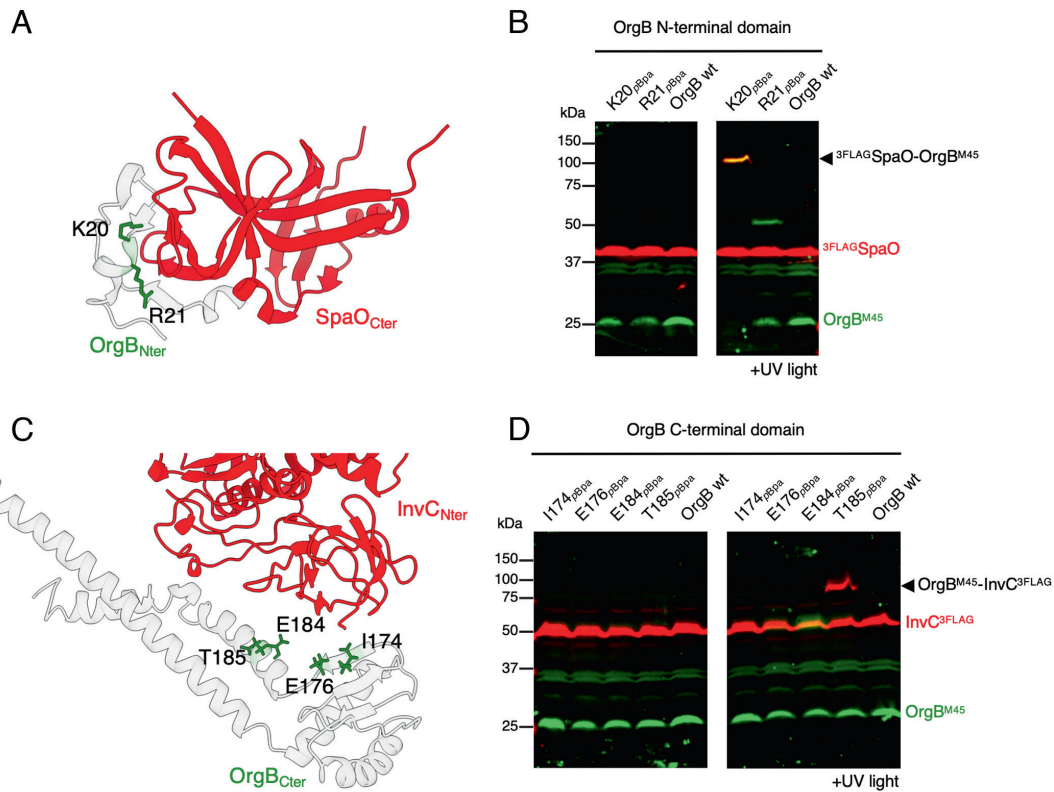 A
K20
R21
OrgBNter
SpaOCter
B
OrgB N-terminal domain
K20pBpa R21pBpa OrgB wt K20pBpa R21pBpa OrgB wt
kDa
150
100
75
50
37
25
3FLAGSpaO-OrgBM45
3FLAGSpaO
OrgBM45
+UV light
C
InvCNter
E184
I174
T185
E176
OrgBCter
D
OrgB C-terminal domain
I174pBpa E176pBpa E184pBpa T185pBpa OrgB wt I174pBpa E176pBpa E184pBpa T185pBpa OrgB wt
kDa
150
100
75
50
37
25
OrgBM45-InvC3FLAG
InvC3FLAG
OrgBM45
+UV light